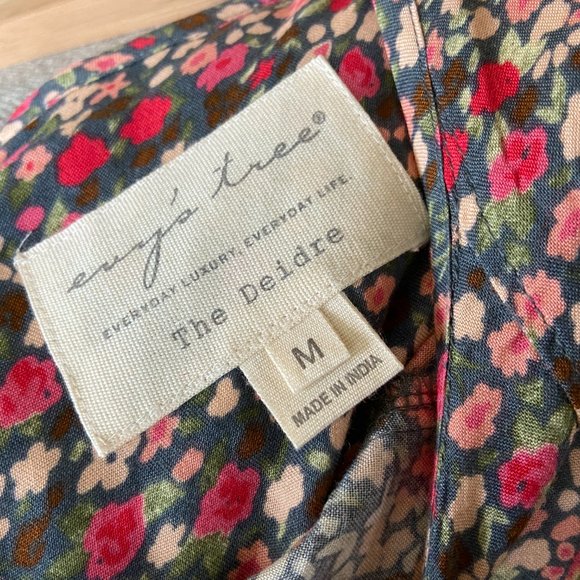 evy's tree®
EVERYDAY LUXURY. EVERYDAY LIFE.
The Deidre
M
MADE IN INDIA